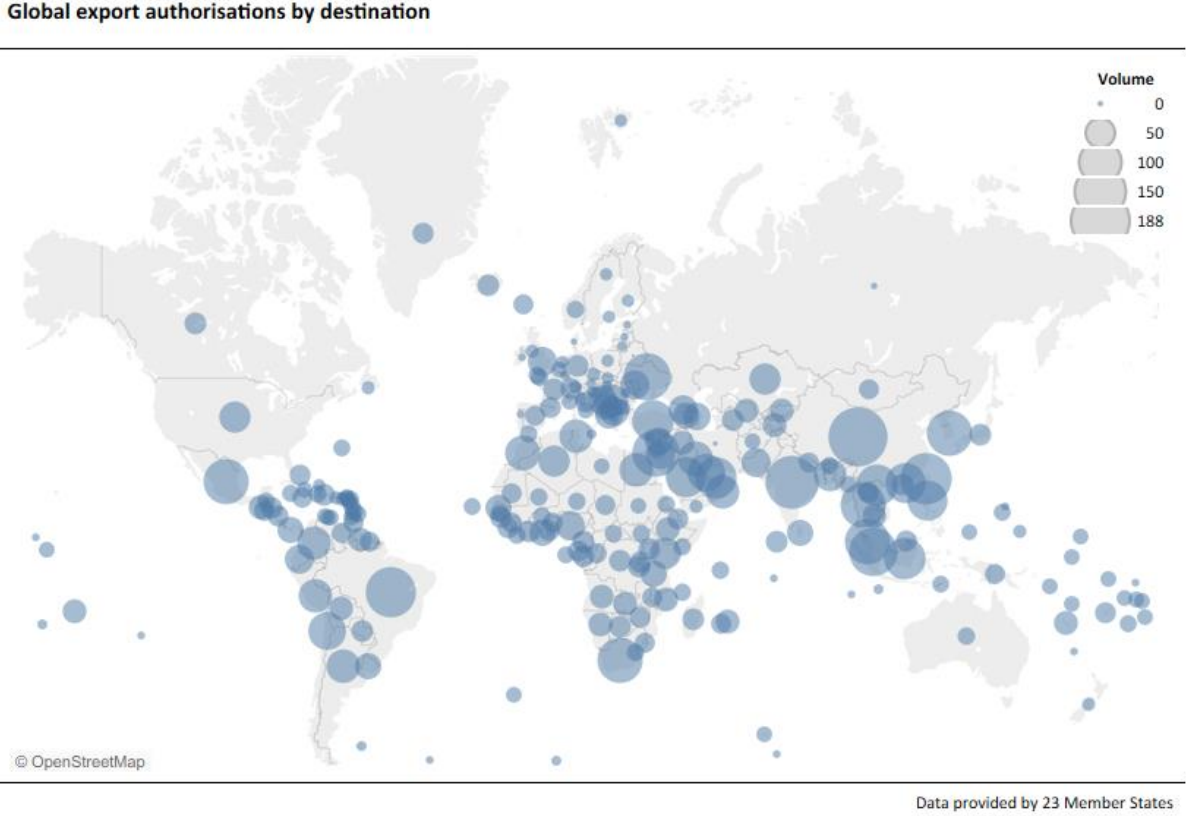 Global export authorisations by destination
Volume
0
50
100
150
188
© OpenStreetMap
Data provided by 23 Member States